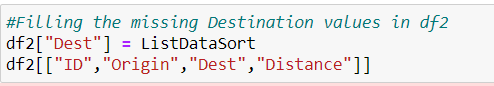 #Filling the missing Destination values in df2
df2["Dest"] = ListDataSort
df2[["ID","Origin","Dest","Distance"]]